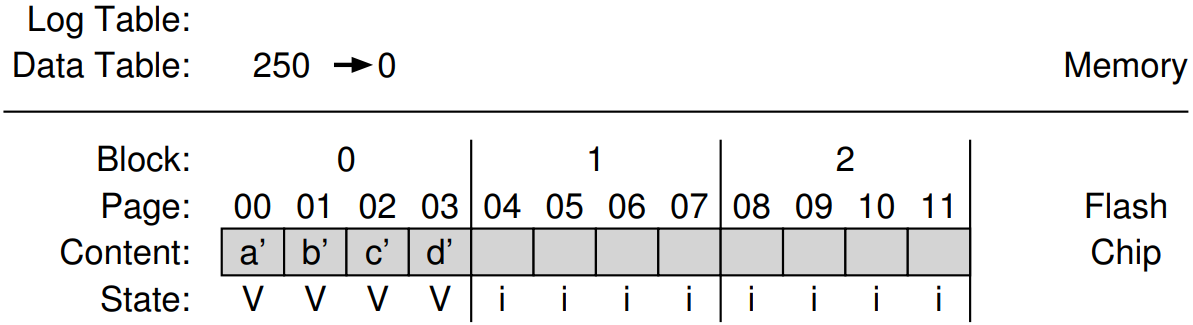 Log Table:
Data Table: 250 → 0 Memory
Block: 0 1 2
Page: 00 01 02 03 04 05 06 07 08 09 10 11 Flash
Content: a’ b’ c’ d’ Chip
State: V V V V i i i i i i i i